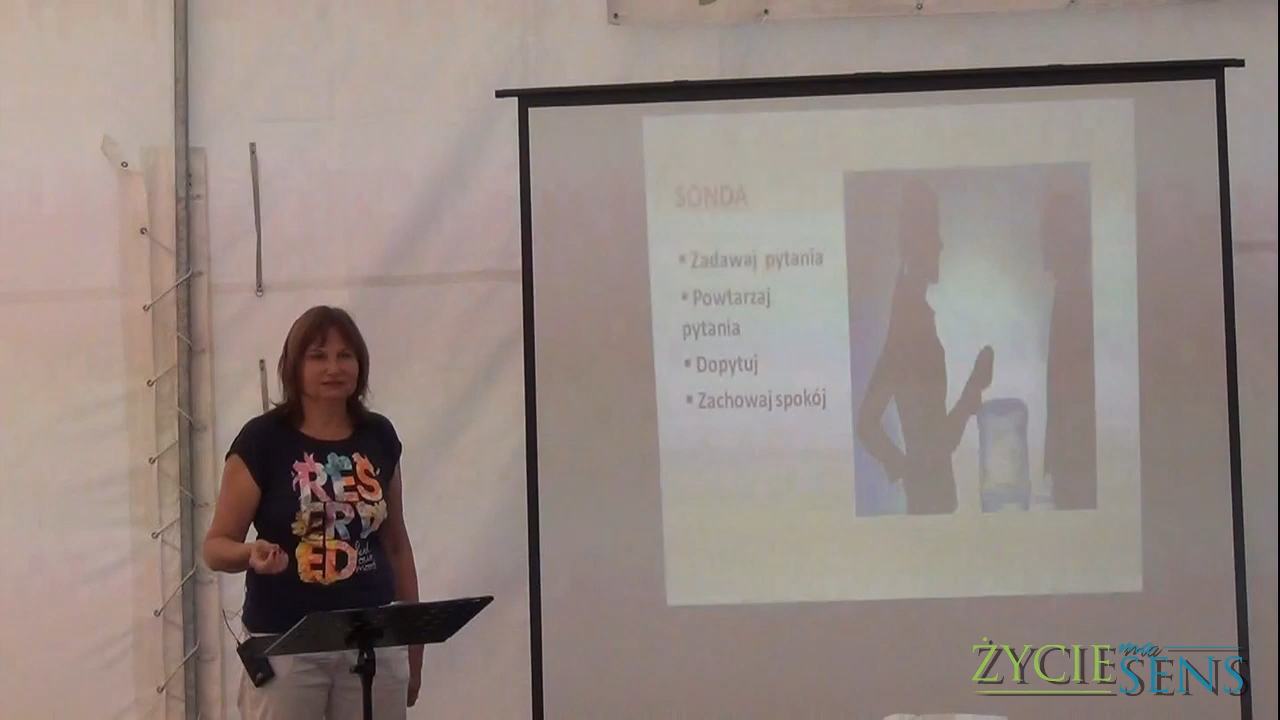 SONDA
▪ Zadawaj pytania
▪ Powtarzaj
pytania
▪ Dopytuj
▪ Zachowaj spokój
RES
ERV
ED
ŻYCIE ma
SENS